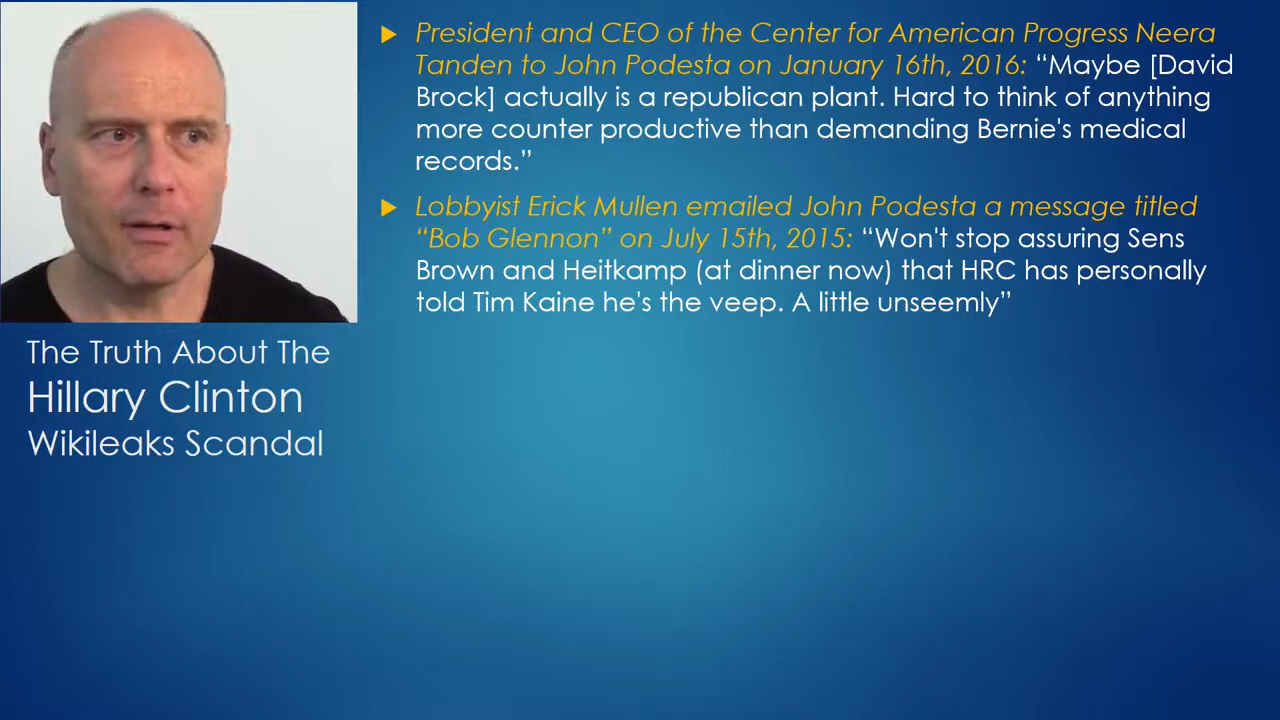 President and CEO of the Center for American Progress Neera
Tanden to John Podesta on January 16th, 2016: “Maybe [David
Brock] actually is a republican plant. Hard to think of anything
more counter productive than demanding Bernie's medical
records.”
Lobbyist Erick Mullen emailed John Podesta a message titled
“Bob Glennon” on July 15th, 2015: “Won't stop assuring Sens
Brown and Heitkamp (at dinner now) that HRC has personally
told Tim Kaine he's the veep. A little unseemly”
The Truth About The
Hillary Clinton
Wikileaks Scandal